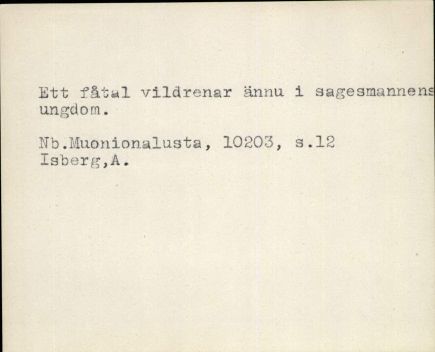 Ett fåtal vildrenar ännu i sagesmannens
ungdom.
Nb.Muonionalusta, 10203, s.12
Isberg,A.